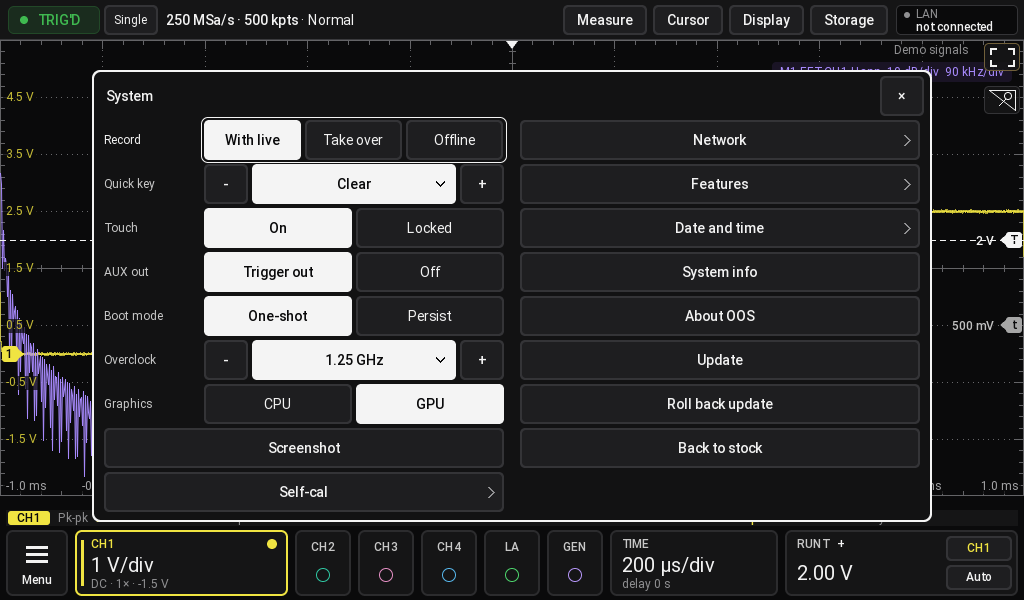 TRIG'D
Single
250 MSa/s · 500 kpts · Normal
Measure
Cursor
Display
Storage
LAN
not connected
Demo signals
4.5 V
3.5 V
2.5 V
1.5 V
0.5 V
-0.5 V
-1.5 V
-1.0 ms
1.0 ms
2 V
T
500 mV
t
1
System
×
Record
With live
Take over
Offline
Quick key
-
Clear
+
Touch
On
Locked
AUX out
Trigger out
Off
Boot mode
One-shot
Persist
Overclock
-
1.25 GHz
+
Graphics
CPU
GPU
Screenshot
Self-cal
Network
Features
Date and time
System info
About OOS
Update
Roll back update
Back to stock
CH1
Pk-pk
Menu
CH1
1 V/div
DC · 1× · -1.5 V
CH2
CH3
CH4
LA
GEN
TIME
200 µs/div
delay 0 s
RUNT +
2.00 V
CH1
Auto